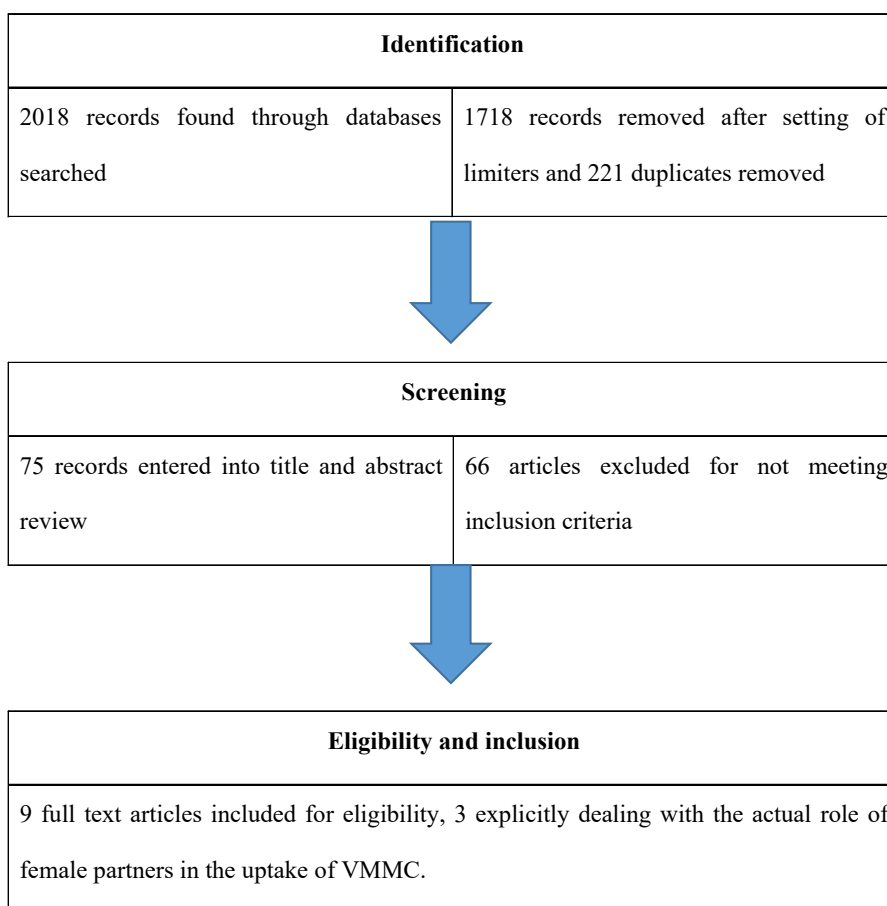 Identification
2018 records found through databases
searched
1718 records removed after setting of
limiters and 221 duplicates removed
Screening
75 records entered into title and abstract
review
66 articles excluded for not meeting
inclusion criteria
Eligibility and inclusion
9 full text articles included for eligibility, 3 explicitly dealing with the actual role of
female partners in the uptake of VMMC.